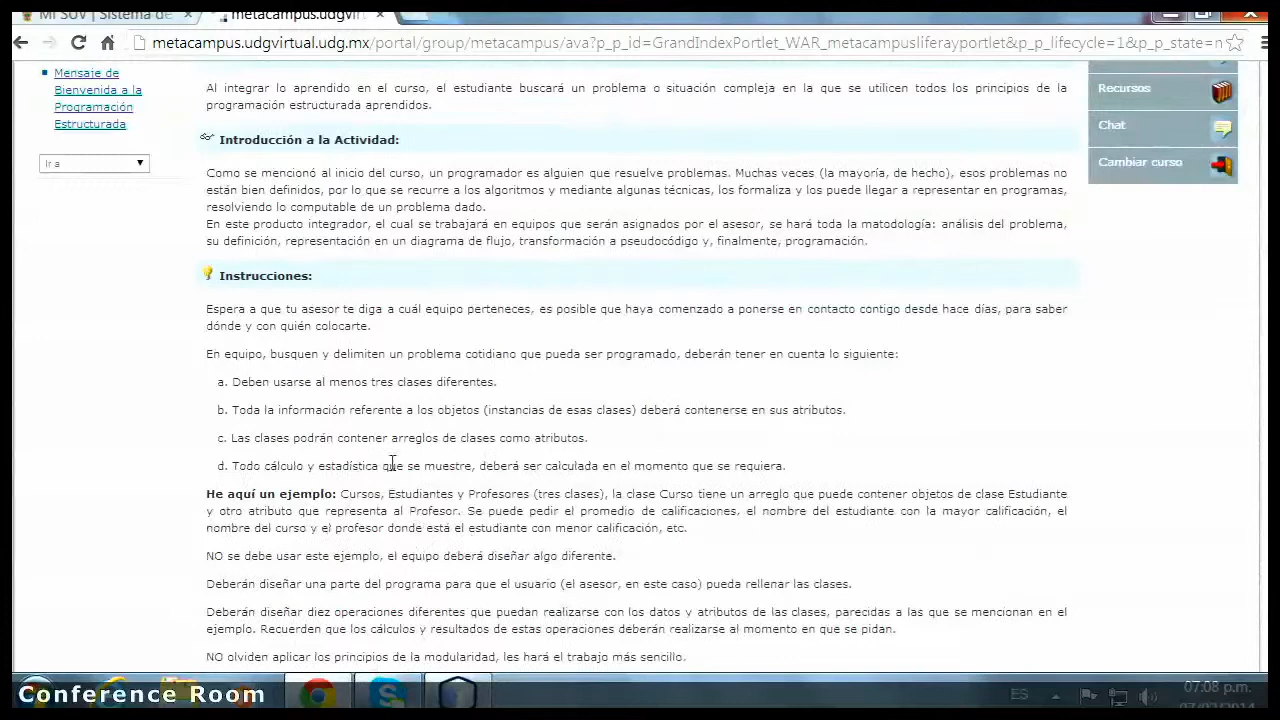 MI SUV | Sistema de
metacampus.udgvirt
metacampus.udgvirtual.udg.mx/portal/group/metacampus.sva?p_p_id=GrandIndexPortlet_WAR_metacampusliferayportlet&p_p_lifecycle=1&p_p_state=n
Mensaje de
Bienvenida a la
Programación
Estructurada
Ir a
Recursos
Chat
Cambiar curso
Al integrar lo aprendido en el curso, el estudiante buscará un problema o situación compleja en la que se utilicen todos los principios de la
programación estructurada aprendidos.
Introducción a la Actividad:
Como se mencionó al inicio del curso, un programador es alguien que resuelve problemas. Muchas veces (la mayoría, de hecho), esos problemas no
están bien definidos, por lo que se recurre a los algoritmos y mediante algunas técnicas, los formaliza y los puede llegar a representar en programas,
resolviendo lo computable de un problema dado.
En este producto integrador, el cual se trabajará en equipos que serán asignados por el asesor, se hará toda la matodología: análisis del problema,
su definición, representación en un diagrama de flujo, transformación a pseudocódigo y, finalmente, programación.
Instrucciones:
Espera a que tu asesor te diga a cuál equipo perteneces, es posible que haya comenzado a ponerse en contacto contigo desde hace días, para saber
dónde y con quién colocarte.
En equipo, busquen y delimiten un problema cotidiano que pueda ser programado, deberán tener en cuenta lo siguiente:
a. Deben usarse al menos tres clases diferentes.
b. Toda la información referente a los objetos (instancias de esas clases) deberá contenerse en sus atributos.
c. Las clases podrán contener arreglos de clases como atributos.
d. Todo cálculo y estadística que se muestre, deberá ser calculada en el momento que se requiera.
He aquí un ejemplo: Cursos, Estudiantes y Profesores (tres clases), la clase Curso tiene un arreglo que puede contener objetos de clase Estudiante
y otro atributo que representa al Profesor. Se puede pedir el promedio de calificaciones, el nombre del estudiante con la mayor calificación, el
nombre del curso y el profesor donde está el estudiante con menor calificación, etc.
NO se debe usar este ejemplo, el equipo deberá diseñar algo diferente.
Deberán diseñar una parte del programa para que el usuario (el asesor, en este caso) pueda rellenar las clases.
Deberán diseñar diez operaciones diferentes que puedan realizarse con los datos y atributos de las clases, parecidas a las que se mencionan en el
ejemplo. Recuerden que los cálculos y resultados de estas operaciones deberán realizarse al momento en que se pidan.
NO olviden aplicar los principios de la modularidad, les hará el trabajo más sencillo.
Conference Room
ES
07:08 p.m.